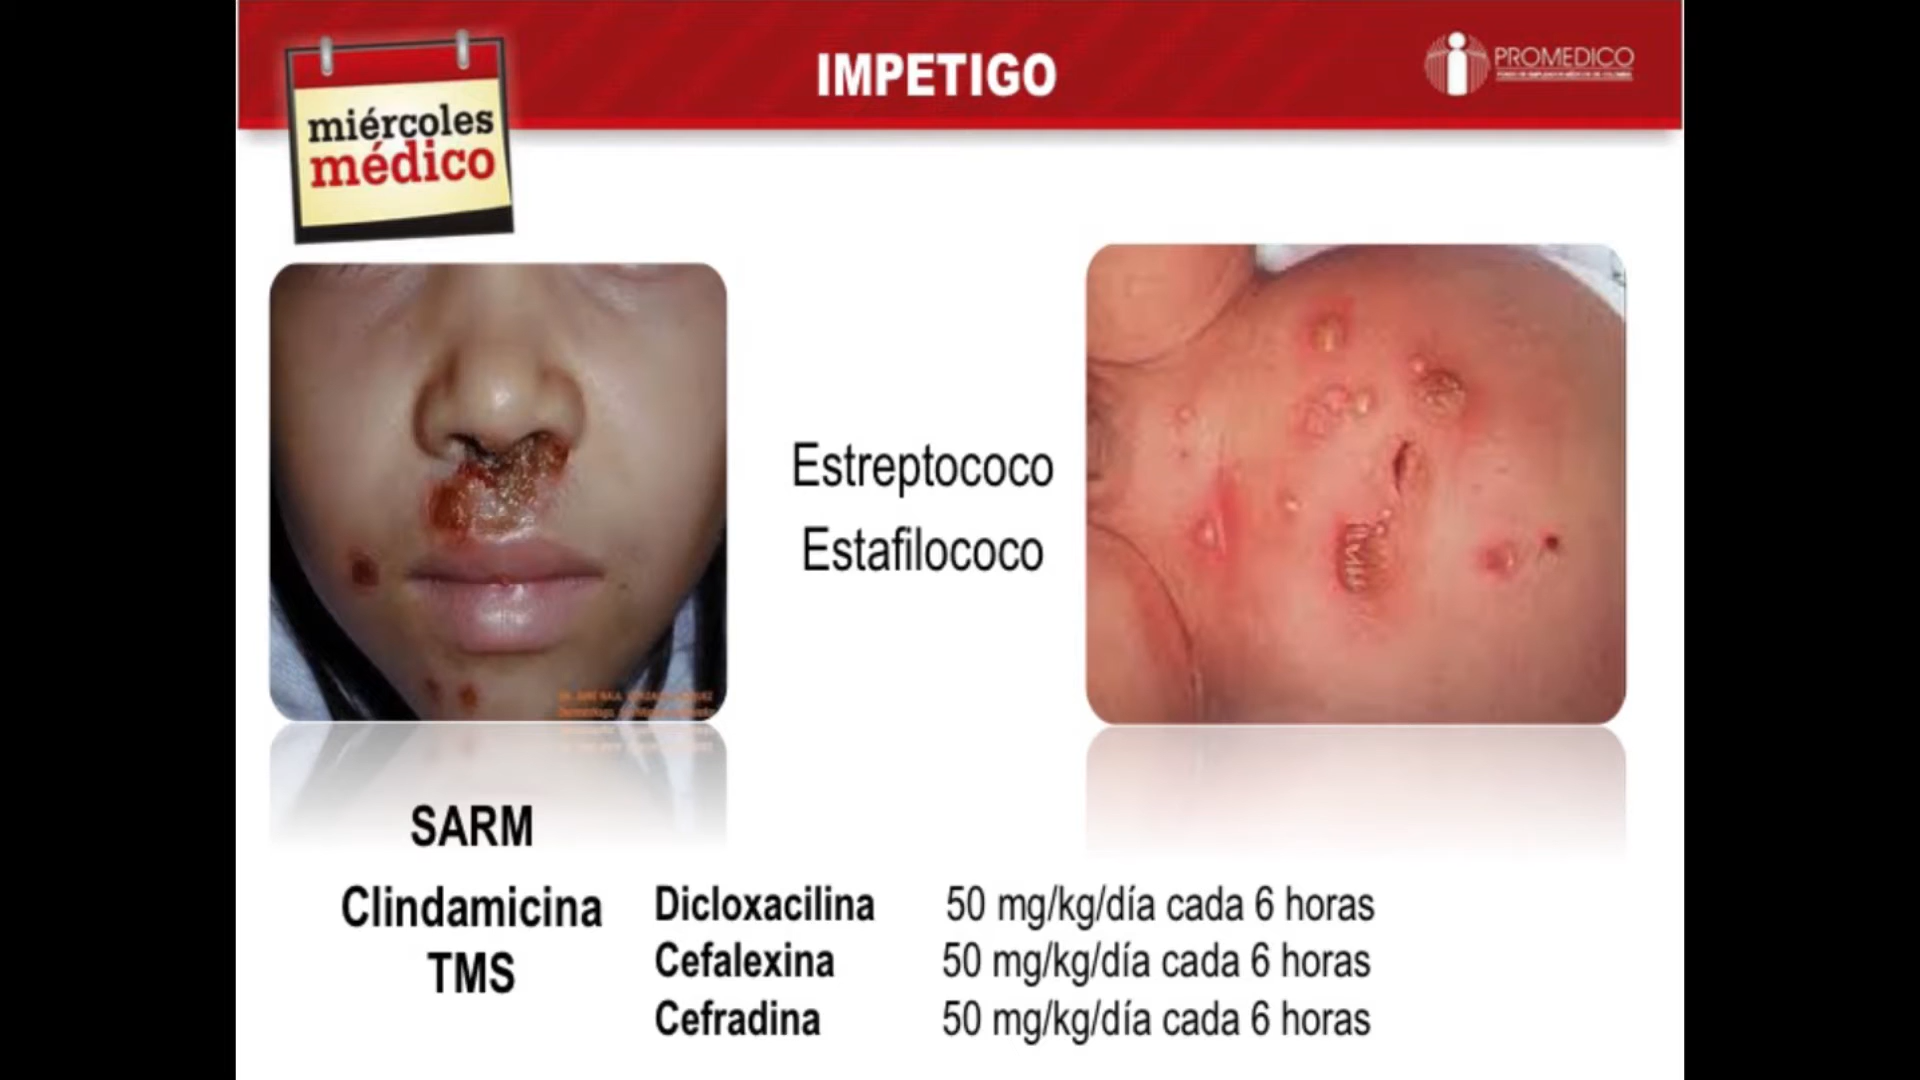 IMPETIGO
PROMEDICO
miércoles
médico
Estreptococo
Estafilococo
SARM
Clindamicina
TMS
Dicloxacilina 50 mg/kg/día cada 6 horas
Cefalexina 50 mg/kg/día cada 6 horas
Cefradina 50 mg/kg/día cada 6 horas